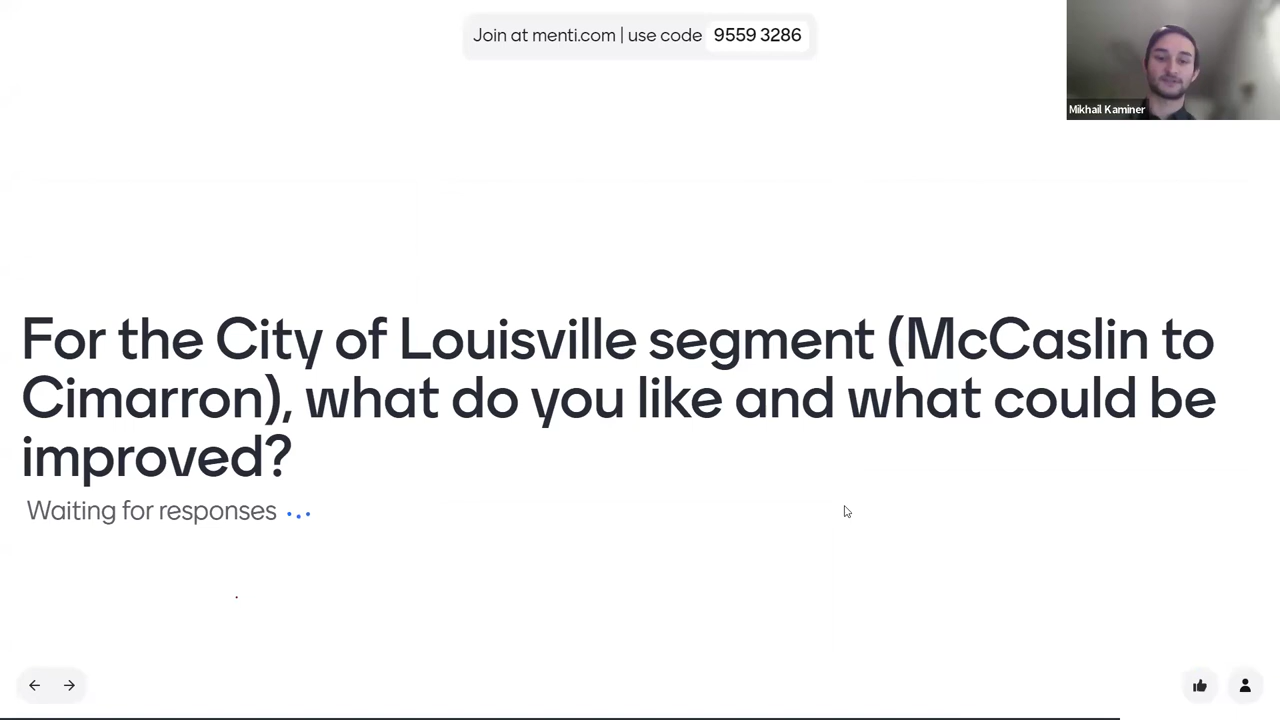 Join at menti.com | use code 9559 3286
Mikhail Kaminer
For the City of Louisville segment (McCaslin to
Cimarron), what do you like and what could be
improved?
Waiting for responses